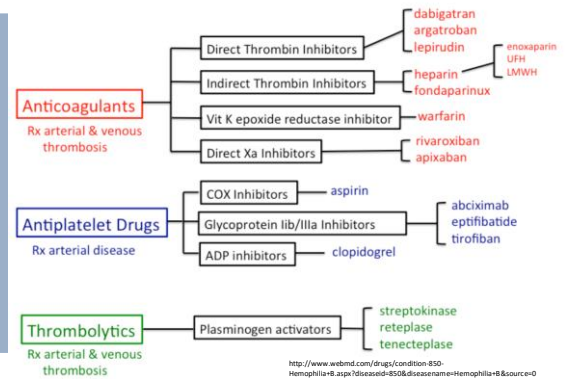 dabigatran
argatroban
lepirudin
Direct Thrombin Inhibitors
enoxaparin
UFH
LMWH
Indirect Thrombin Inhibitors
heparin
fondaparinux
Anticoagulants
Rx arterial & venous
thrombosis
Vit K epoxide reductase inhibitor
warfarin
Direct Xa Inhibitors
rivaroxiban
apixaban
COX Inhibitors
aspirin
Antiplatelet Drugs
Rx arterial disease
Glycoprotein Iib/IIIa Inhibitors
abciximab
eptifibatide
tirofiban
ADP inhibitors
clopidogrel
Thrombolytics
Rx arterial & venous
thrombosis
Plasminogen activators
streptokinase
reteplase
tenecteplase
http://www.webmd.com/drugs/condition-850-
Hemophilia+B.aspx?diseaseid=850&diseasename=Hemophilia+B&source=0